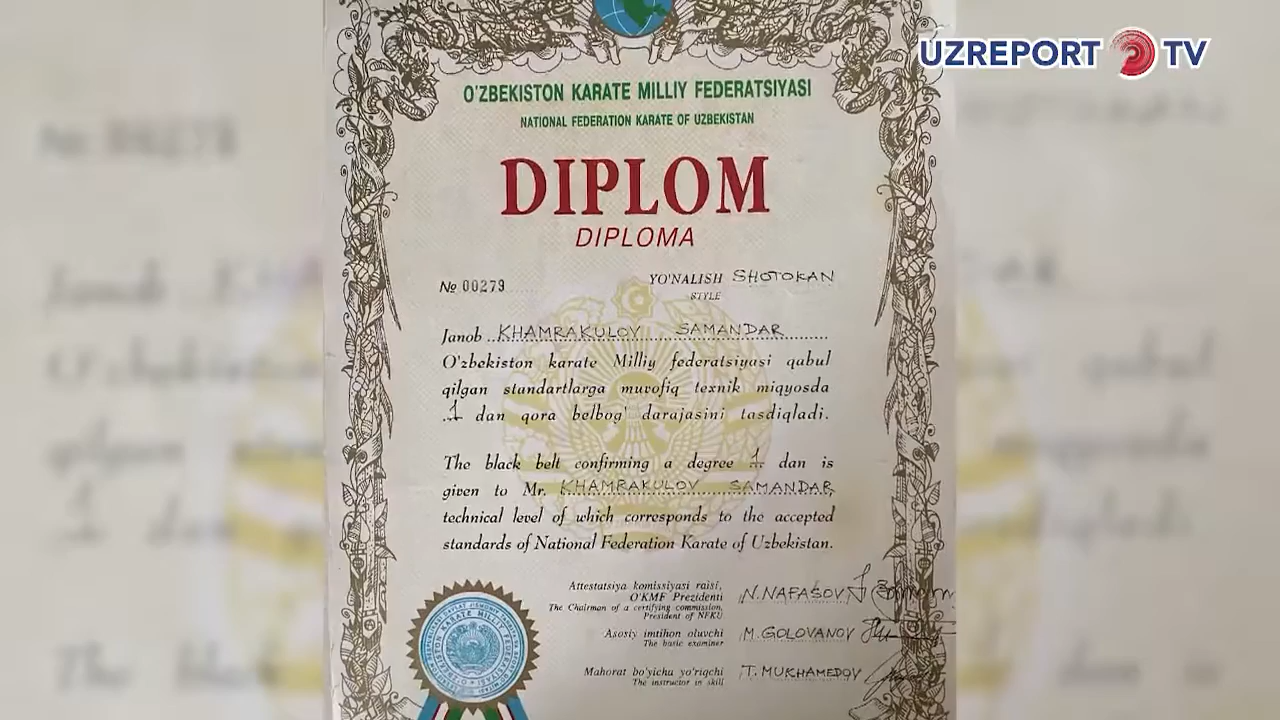 UZREPORT TV
O'ZBEKISTON KARATE MILLIY FEDERATSIYASI
NATIONAL FEDERATION KARATE OF UZBEKISTAN
DIPLOM
DIPLOMA
№ 00279
YO'NALISH SHOTOKAN
STYLE
Janob KHAMRAKULOV SAMANDAR
O'zbekiston karate Milliy federatsiyasi qabul
qilgan standartlarga muvofiq texnik miqyosda
1 dan qora belbog' darajasini tasdiqladi.
The black belt confirming a degree 1 dan is
given to Mr. KHAMRAKULOV SAMANDAR
technical level of which corresponds to the accepted
standards of National Federation Karate of Uzbekistan.
Attestatsiya komissiyasi raisi,
O'KMF Prezidenti N.NAFASOV
The Chairman of a certifying commission,
President of NFKU
Asosiy imtihon oluvchi M.GOLOVANOV
The basic examiner
Mahorat bo'yicha yo'riqchi T.MUKHAMEDOV
The instructor in skill